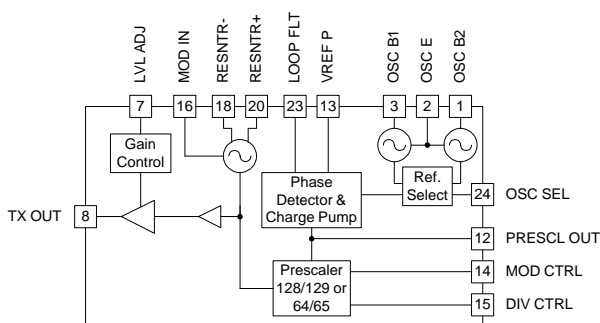 LVL ADJ
MOD IN
RESNTR-
RESNTR+
LOOP FLT
VREF P
OSC B1
OSC E
OSC B2
7
16
18
20
23
13
3
2
1
Gain
Control
Phase
Detector &
Charge Pump
Ref.
Select
24
OSC SEL
TX OUT
8
12
PRESCL OUT
Prescaler
128/129 or
64/65
14
MOD CTRL
15
DIV CTRL